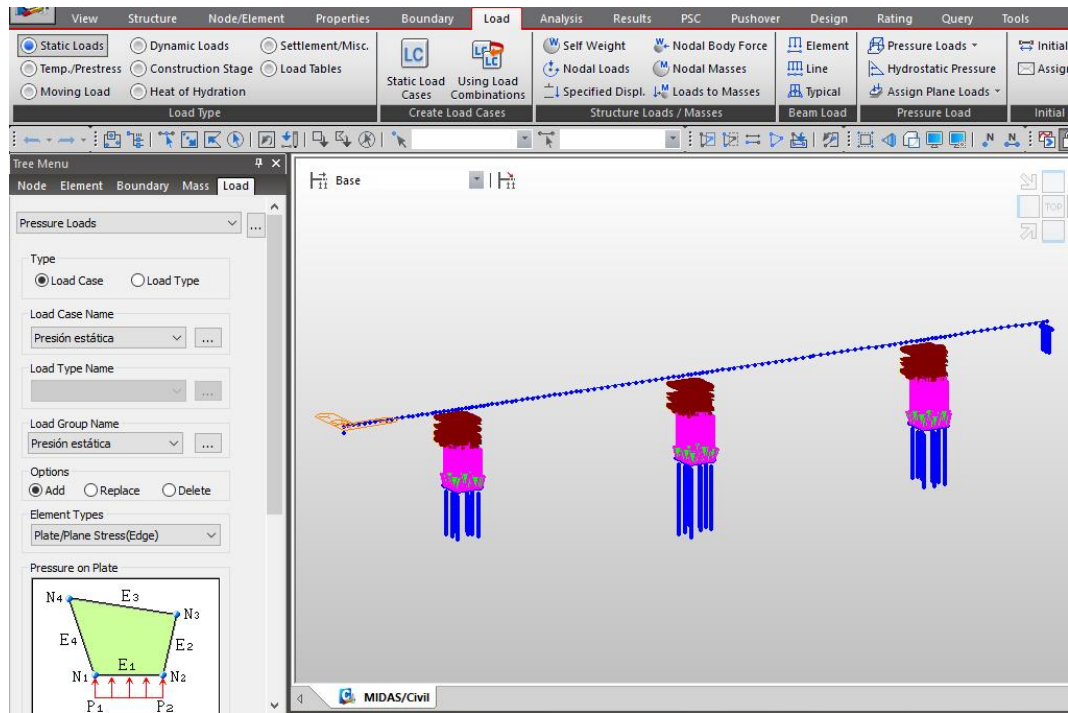 View Structure Node/Element Properties Boundary Load Analysis Results PSC Pushover Design Rating Query Tools
Static Loads Dynamic Loads Settlement/Misc.
Temp./Prestress Construction Stage Load Tables
Moving Load Heat of Hydration
Load Type
LC
Static Load Cases
LC
LC
Using Load Combinations
Create Load Cases
W Self Weight W Nodal Body Force
Nodal Loads M Nodal Masses
Specified Displ. M Loads to Masses
Structure Loads / Masses
Element
Line
Typical
Beam Load
Pressure Loads
Hydrostatic Pressure
Assign Plane Loads
Pressure Load
Initial
Assig
Initial
Tree Menu
Node Element Boundary Mass Load
Pressure Loads
...
Type
Load Case Load Type
Load Case Name
Presión estática
...
Load Type Name
...
Load Group Name
Presión estática
...
Options
Add Replace Delete
Element Types
Plate/Plane Stress(Edge)
Pressure on Plate
N4 E3 N3
E4 E2
N1 E1 N2
P1 P2
Base
TOP
MIDAS/Civil